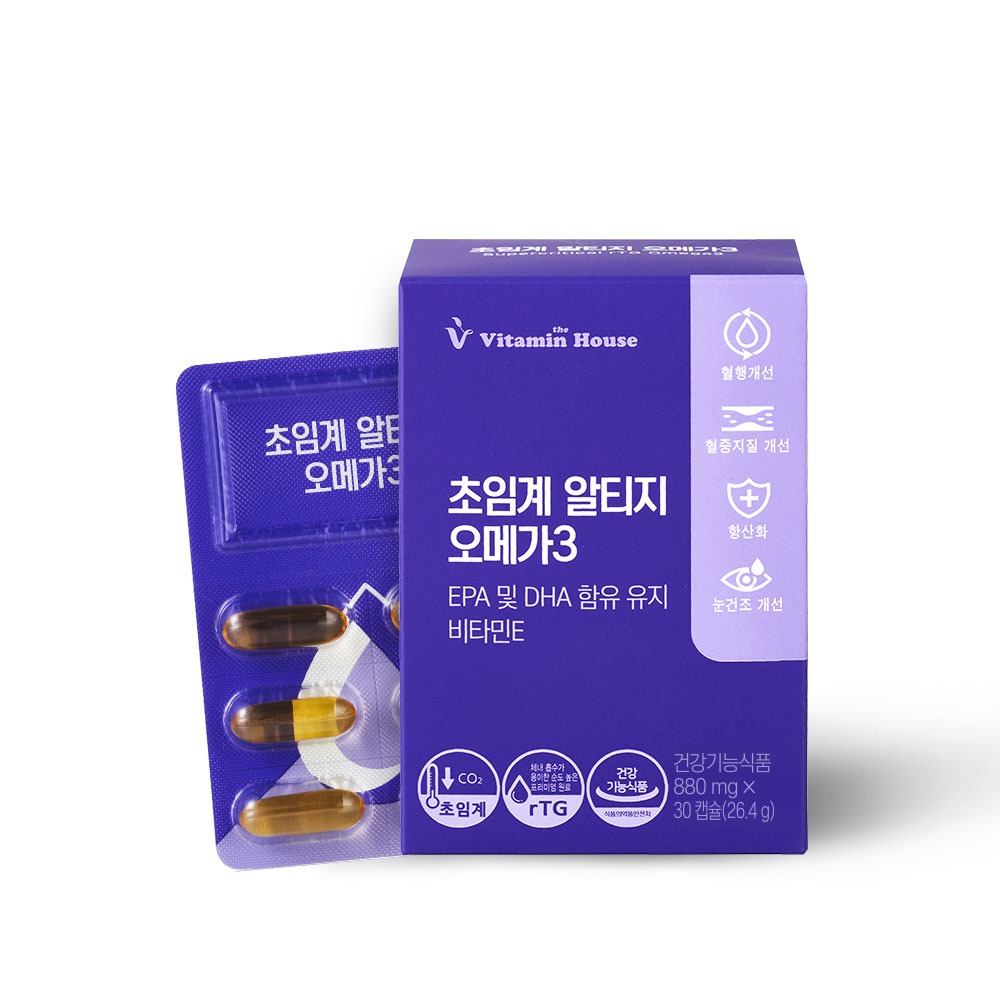 초임계 알티지 오메가3
Supercritical rTG Omega3
the
Vitamin House
혈행개선
혈중지질 개선
항산화
눈건조 개선
초임계 알티지
오메가3
EPA 및 DHA 함유 유지
비타민E
CO₂
초임계
체내 흡수가
용이한 순도 높은
프리미엄 원료
rTG
건강
기능식품
식품의약품안전처
건강기능식품
880 mg ×
30 캡슐(26.4 g)
초임계 알티
오메가3